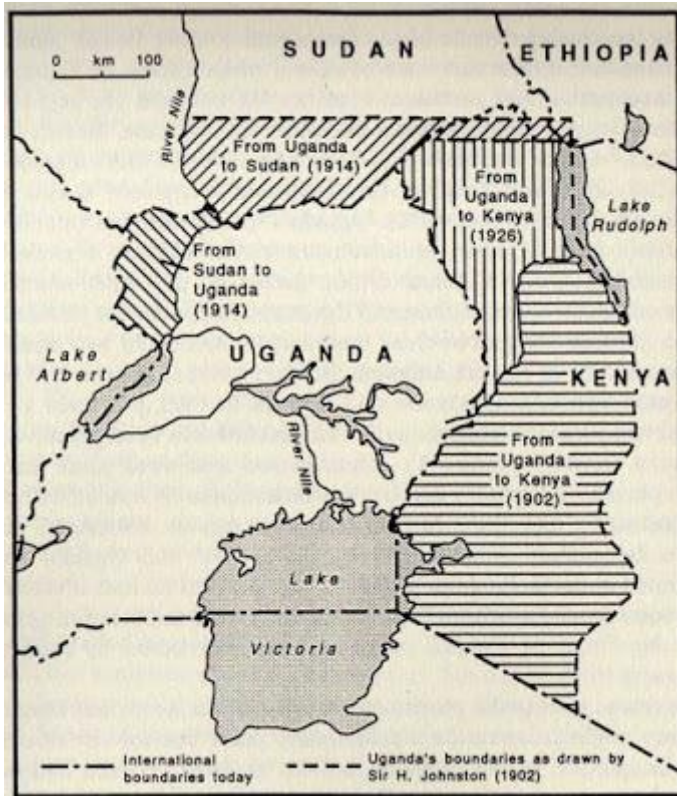 SUDAN
ETHIOPIA
0 km 100
River Nile
From Uganda
to Sudan (1914)
From
Uganda
to Kenya
(1926)
Lake
Rudolph
From
Sudan to
Uganda
(1914)
Lake
Albert
UGANDA
KENYA
River Nile
From
Uganda
to Kenya
(1902)
Lake
Victoria
International
boundaries today
Uganda's boundaries as drawn by
Sir H. Johnston (1902)